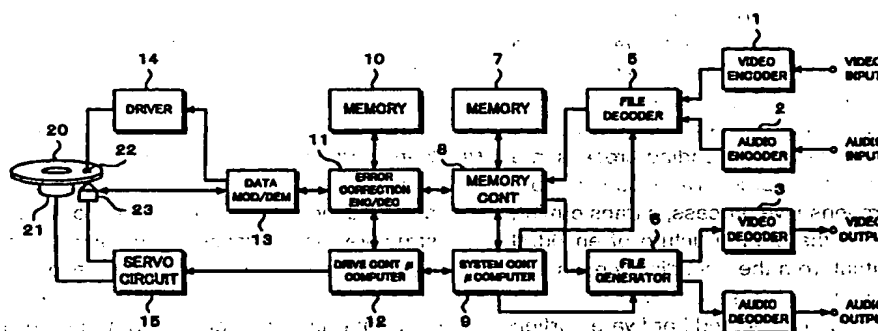 1
14
10
7
5
VIDEO
ENCODER
VIDEO
INPUT
DRIVER
MEMORY
MEMORY
FILE
DECODER
2
20
22
11
8
AUDIO
ENCODER
AUDIO
INPUT
DATA
MOD/DEM
ERROR
CORRECTION
ENC/DEC
MEMORY
CONT
3
21
23
13
6
VIDEO
DECODER
VIDEO
OUTPUT
SERVO
CIRCUIT
DRIVE CONT μ
COMPUTER
SYSTEM CONT
μ COMPUTER
FILE
GENERATOR
15
12
9
AUDIO
DECODER
AUDIO
OUTPUT